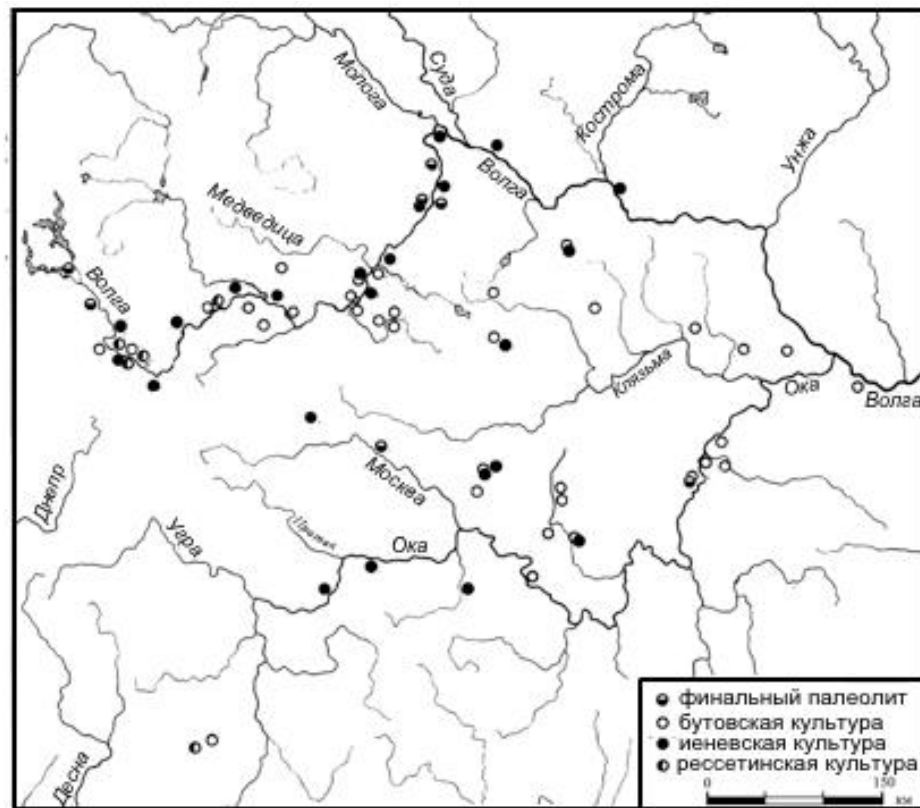 Молога
Суда
Кострома
Унжа
Волга
Медведица
Волга
Клязьма
Ока
Волга
Москва
Днепр
Угра
Ока
Десна
финальный палеолит
бутовская культура
иеневская культура
рессетинская культура
0 150
км